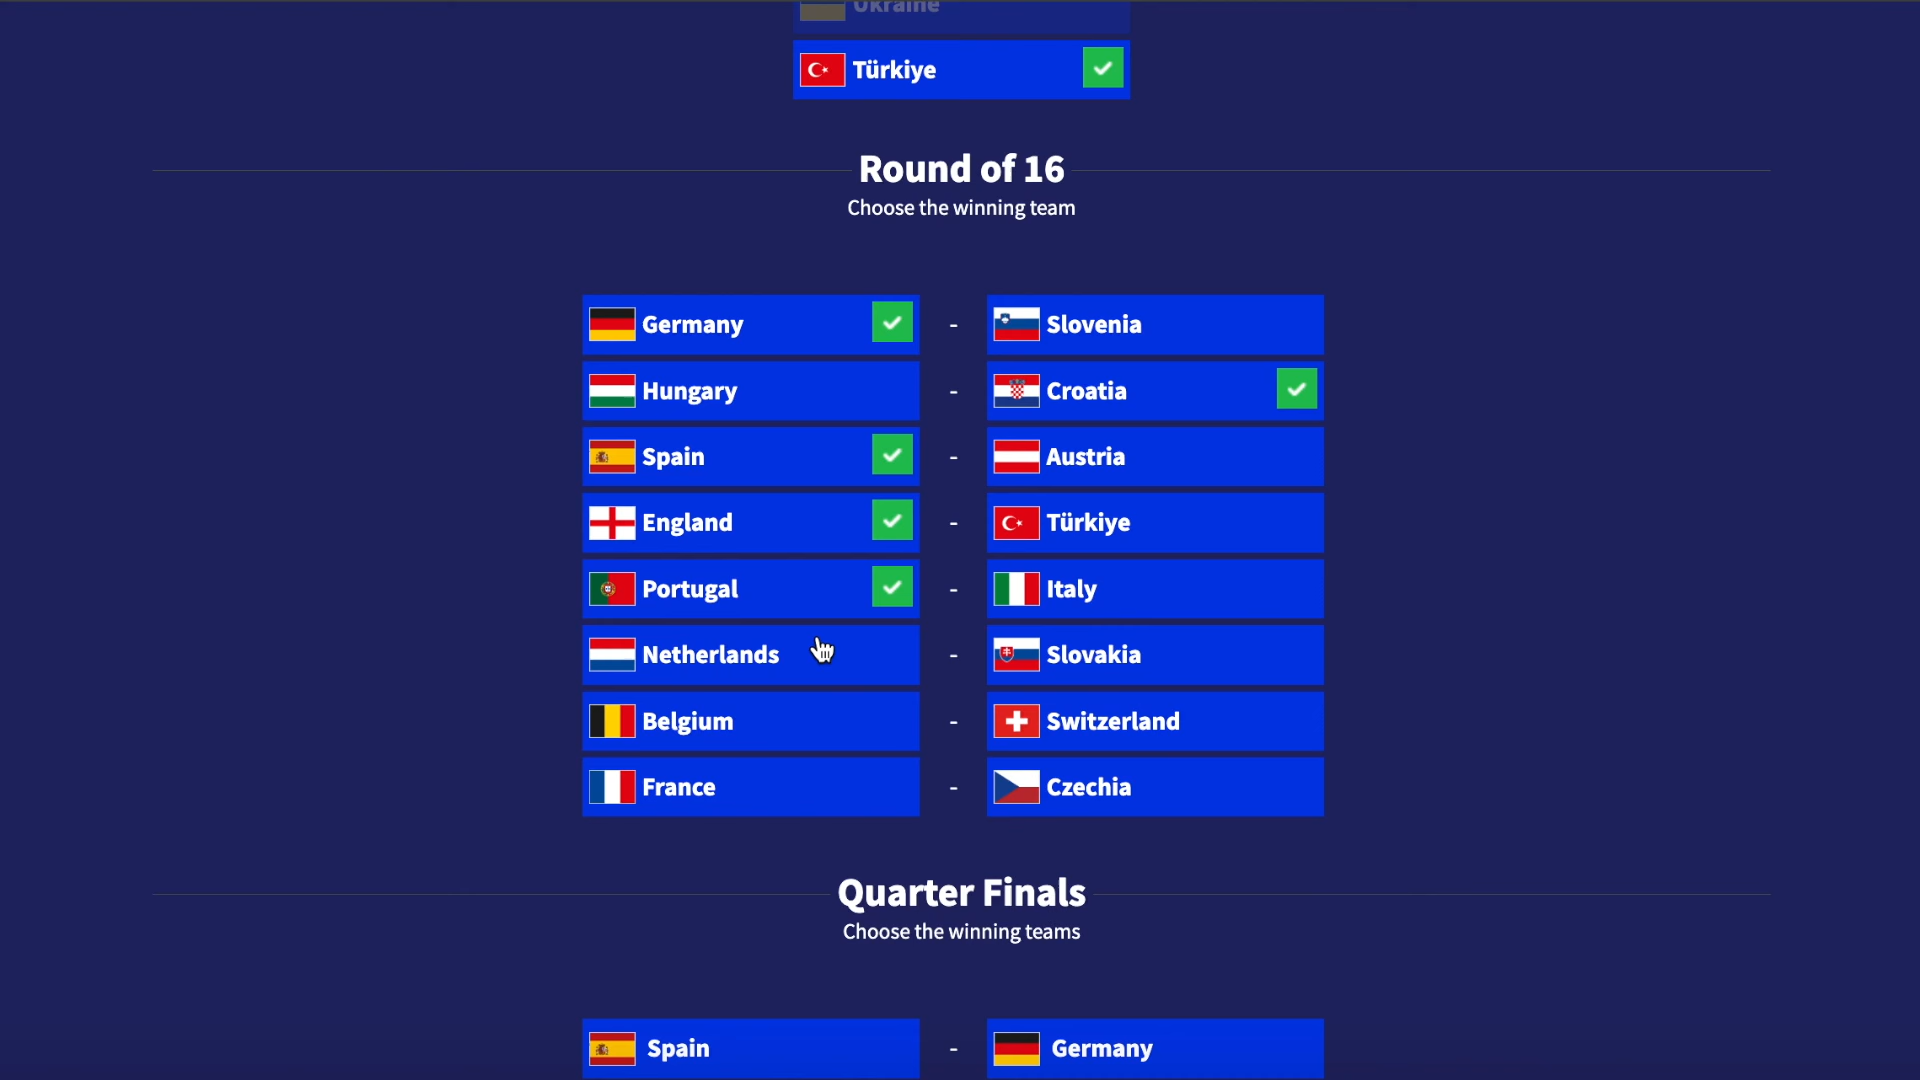 Ukraine
Türkiye
Round of 16
Choose the winning team
Germany - Slovenia
Hungary - Croatia
Spain - Austria
England - Türkiye
Portugal - Italy
Netherlands - Slovakia
Belgium - Switzerland
France - Czechia
Quarter Finals
Choose the winning teams
Spain - Germany